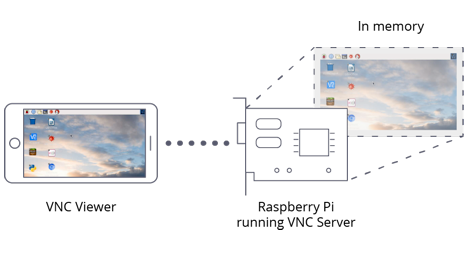 In memory
VNC Viewer
Raspberry Pi
running VNC Server